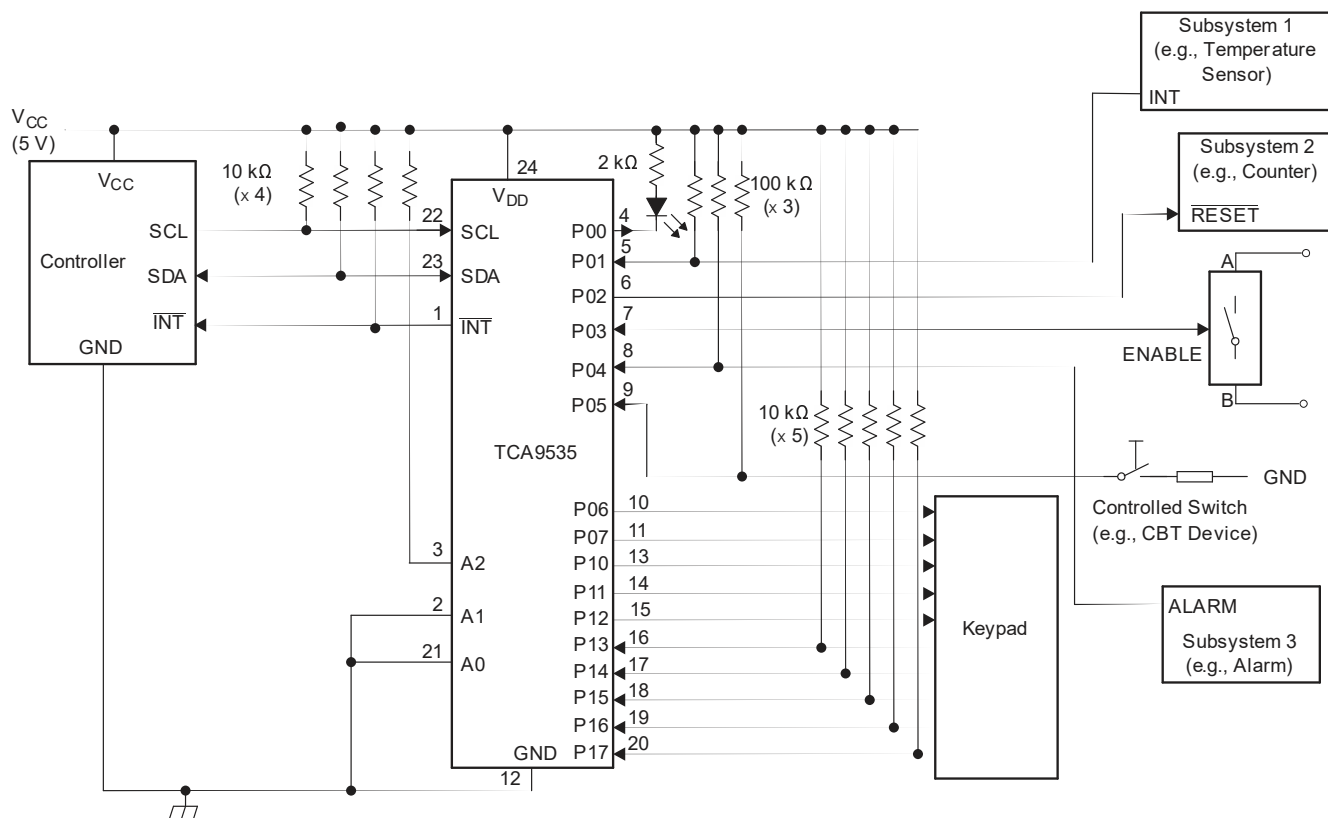 Subsystem 1
(e.g., Temperature
Sensor)
INT
VCC
(5 V)
VCC
SCL
Controller
SDA
INT
GND
10 kΩ
(x 4)
24
VDD
22
SCL
23
SDA
1
INT
3
A2
2
A1
21
A0
TCA9535
GND
12
2 kΩ
100 kΩ
(x 3)
4
P00
5
P01
6
P02
7
P03
8
P04
9
P05
10 kΩ
(x 5)
P06
10
P07
11
P10
13
P11
14
P12
15
P13
16
P14
17
P15
18
P16
19
P17
20
Keypad
Subsystem 2
(e.g., Counter)
RESET
A
ENABLE
B
GND
Controlled Switch
(e.g., CBT Device)
ALARM
Subsystem 3
(e.g., Alarm)